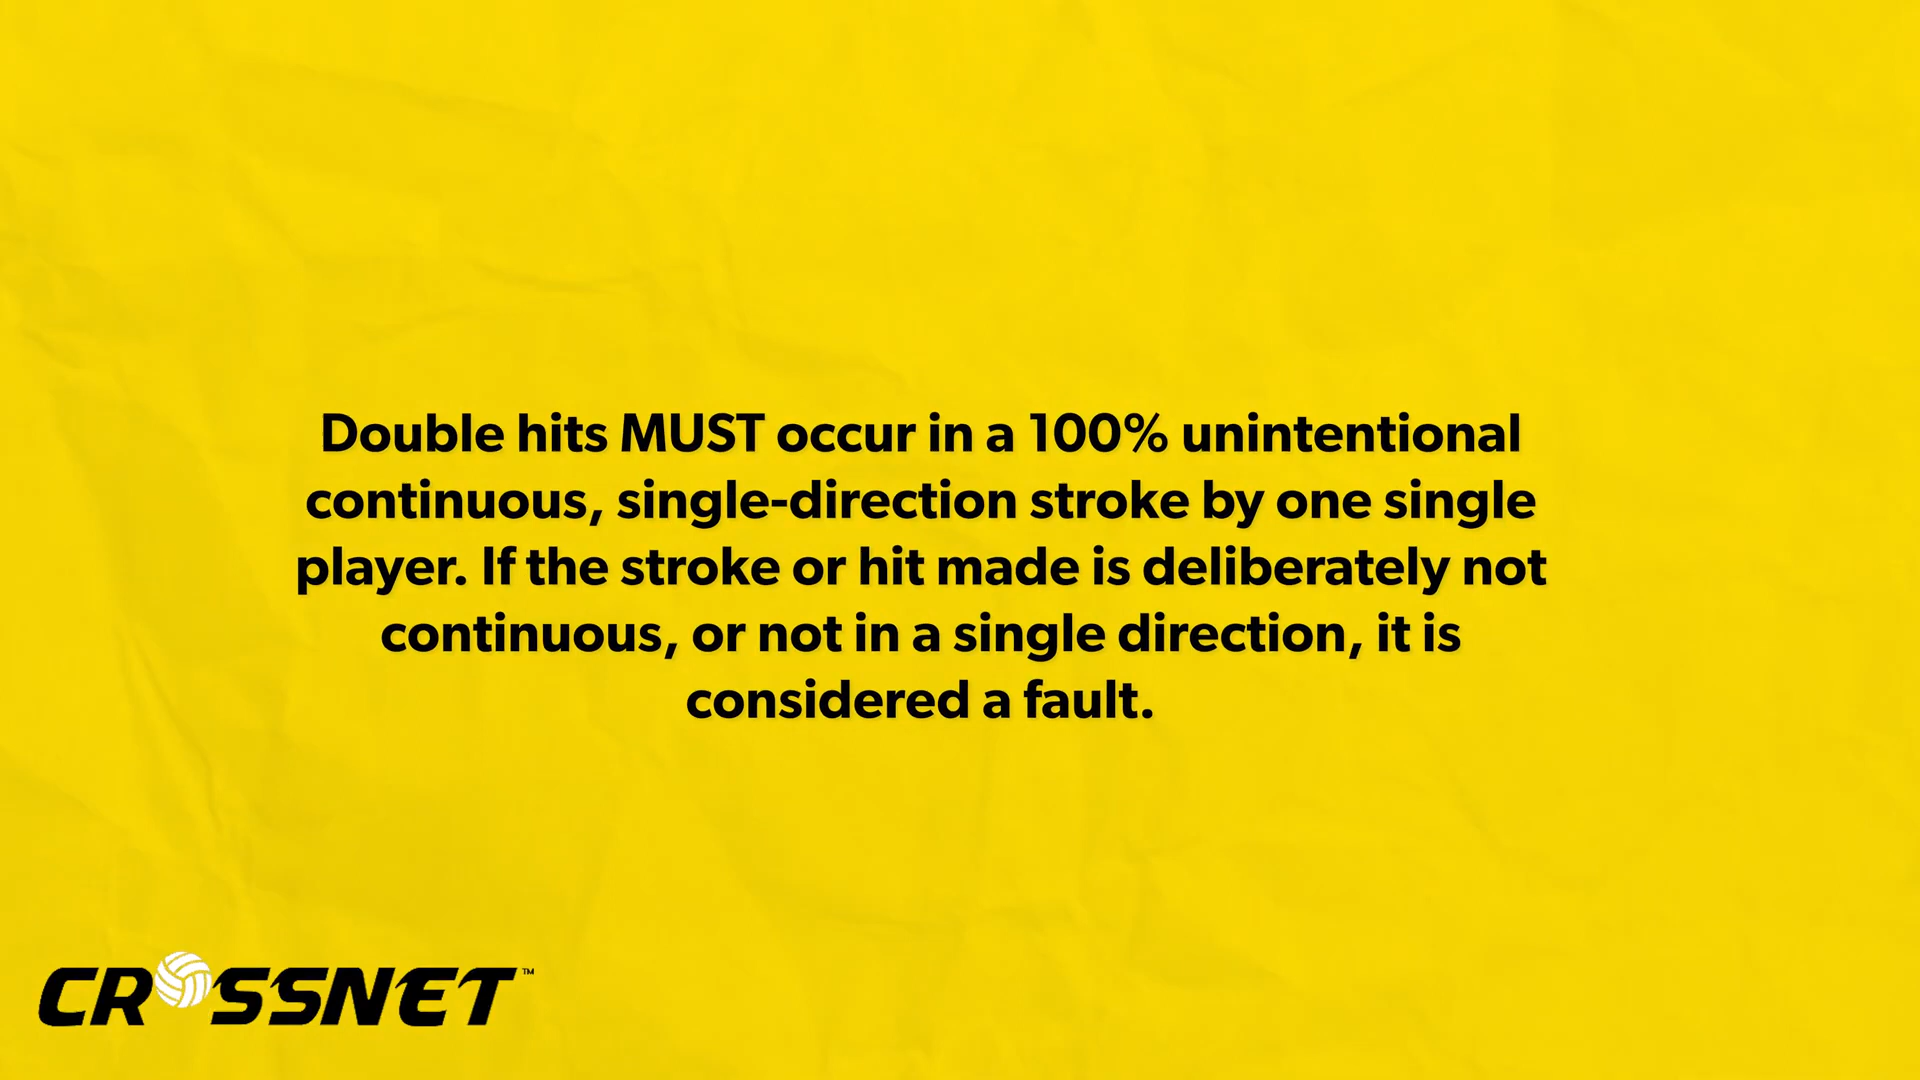 Double hits MUST occur in a 100% unintentional
continuous, single-direction stroke by one single
player. If the stroke or hit made is deliberately not
continuous, or not in a single direction, it is
considered a fault.
CROSSNET™